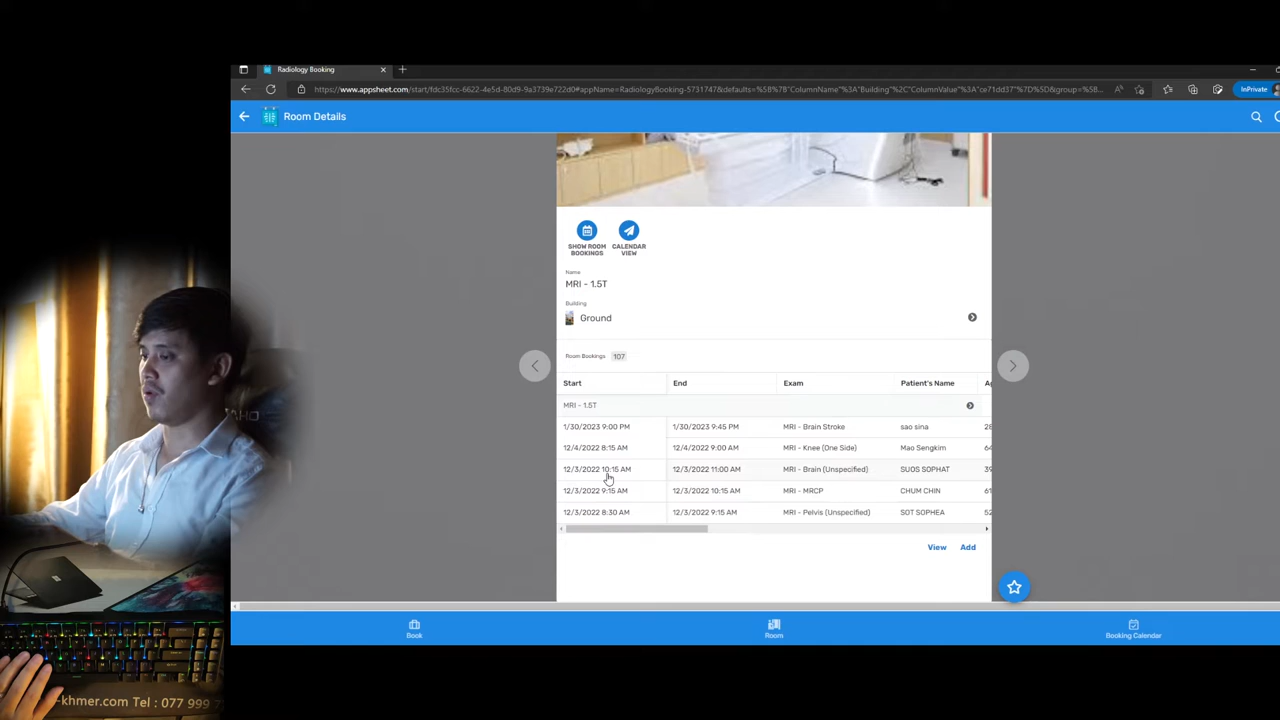 Radiology Booking
https://www.appsheet.com/start/fdc35fcc-6622-4e5d-80d9-9a3739e722d0#appName=RadiologyBooking-5731747&defaults=%5B%7B"ColumnName"%3A"Building"%2C"ColumnValue"%3A"ce71dd37"%7D%5D&group=%5B%...
InPrivate
Room Details
SHOW ROOM BOOKINGS
CALENDAR VIEW
Name
MRI - 1.5T
Building
Ground
Room Bookings 107
Start End Exam Patient's Name
MRI - 1.5T
1/30/2023 9:00 PM 1/30/2023 9:45 PM MRI - Brain Stroke sao sina 28
12/4/2022 8:15 AM 12/4/2022 9:00 AM MRI - Knee (One Side) Mao Sengkim 64
12/3/2022 10:15 AM 12/3/2022 11:00 AM MRI - Brain (Unspecified) SUOS SOPHAT 39
12/3/2022 9:15 AM 12/3/2022 10:15 AM MRI - MRCP CHUM CHIN 61
12/3/2022 8:30 AM 12/3/2022 9:15 AM MRI - Pelvis (Unspecified) SOT SOPHEA 52
View Add
Book Room Booking Calendar
-khmer.com Tel : 077 999 7